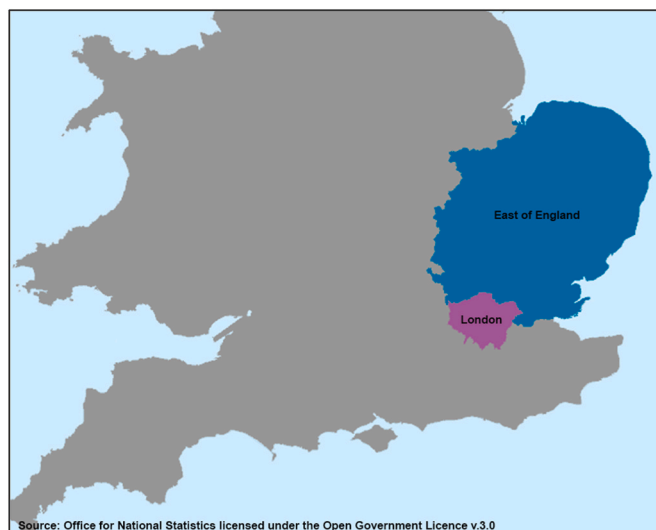 East of England
London
Source: Office for National Statistics licensed under the Open Government Licence v.3.0